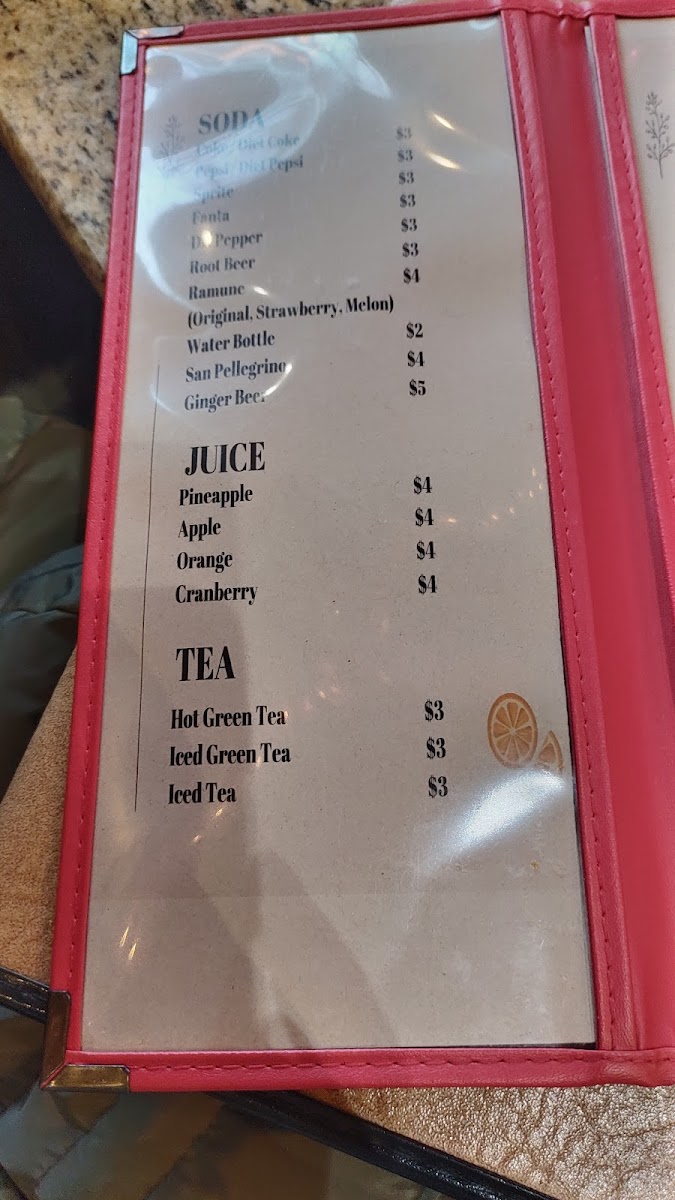 SODA
Coke / Diet Coke $3
Pepsi / Diet Pepsi $3
Sprite $3
Fanta $3
Dr Pepper $3
Root Beer $3
Ramune $4
(Original, Strawberry, Melon)
Water Bottle $2
San Pellegrino $4
Ginger Beer $5
JUICE
Pineapple $4
Apple $4
Orange $4
Cranberry $4
TEA
Hot Green Tea $3
Iced Green Tea $3
Iced Tea $3